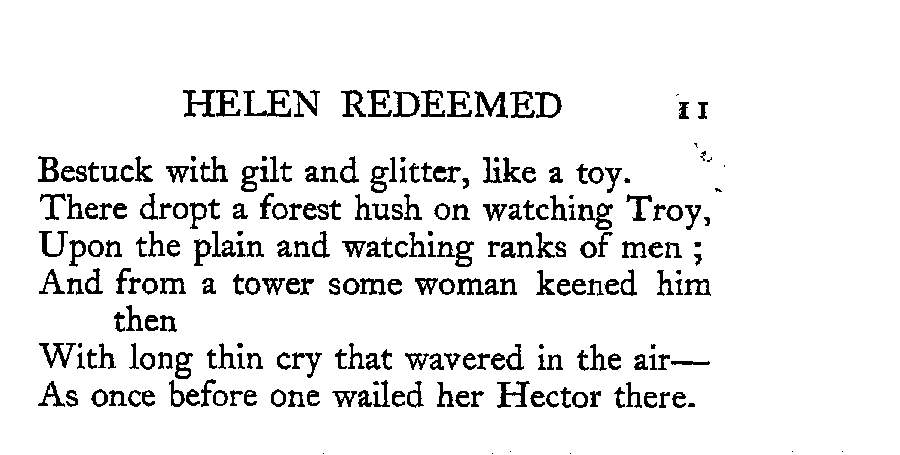 HELEN REDEEMED 11
Bestuck with gilt and glitter, like a toy.
There dropt a forest hush on watching Troy,
Upon the plain and watching ranks of men ;
And from a tower some woman keened him
then
With long thin cry that wavered in the air—
As once before one wailed her Hector there.